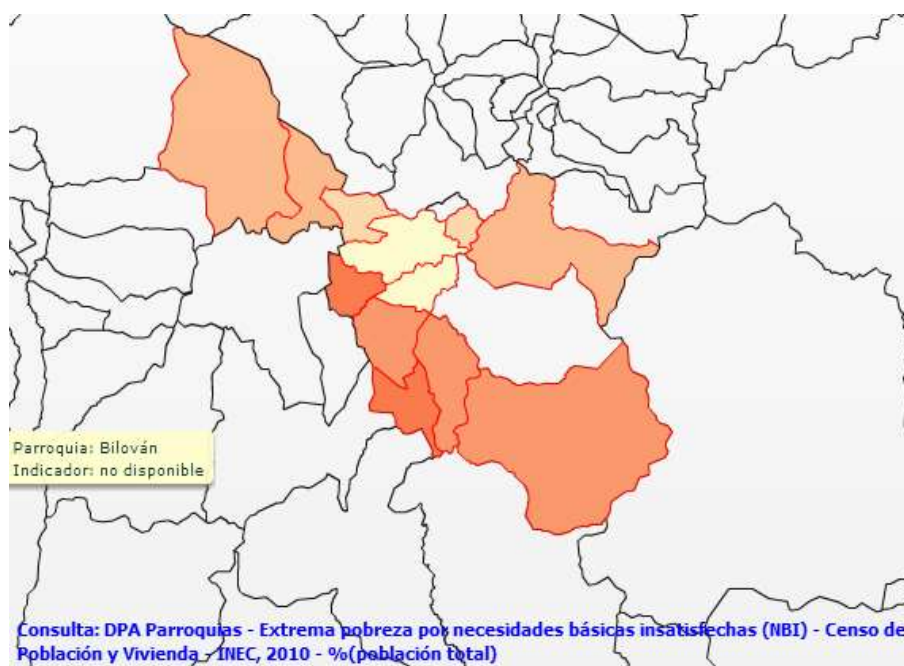 Parroquia: Bilován
Indicador: no disponible
Consulta: DPA Parroquias - Extrema pobreza por necesidades básicas insatisfechas (NBI) - Censo de
Población y Vivienda - INEC, 2010 - %(población total)